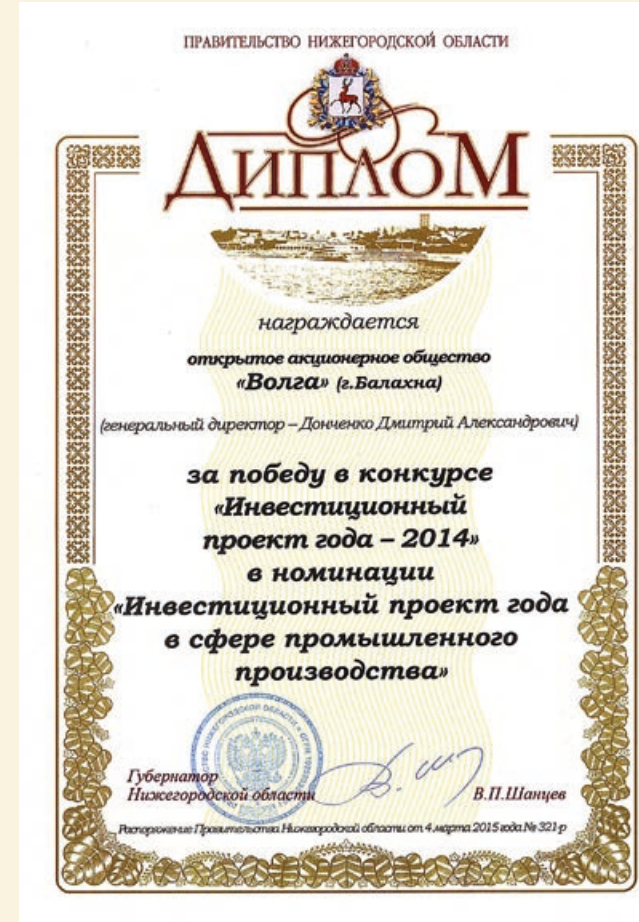 ПРАВИТЕЛЬСТВО НИЖЕГОРОДСКОЙ ОБЛАСТИ
ДИПЛОМ
награждается
открытое акционерное общество
«Волга» (г.Балахна)
(генеральный директор – Донченко Дмитрий Александрович)
за победу в конкурсе
«Инвестиционный
проект года – 2014»
в номинации
«Инвестиционный проект года
в сфере промышленного
производства»
Губернатор
Нижегородской области
В.П.Шанцев
Распоряжение Правительства Нижегородской области от 4 марта 2015 года № 321-р